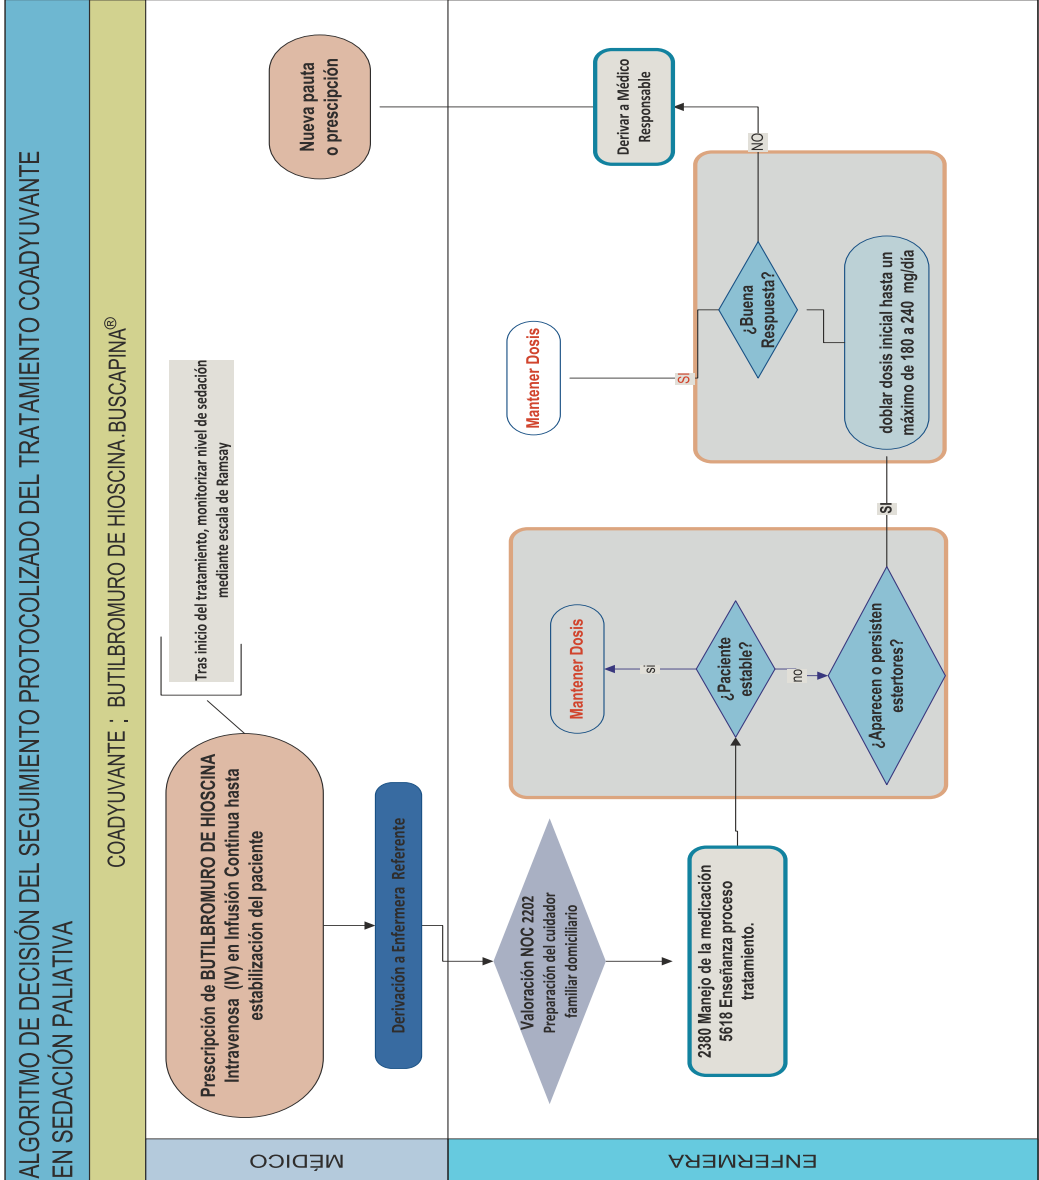 ALGORITMO DE DECISIÓN DEL SEGUIMIENTO PROTOCOLIZADO DEL TRATAMIENTO COADYUVANTE
EN SEDACIÓN PALIATIVA
COADYUVANTE : BUTILBROMURO DE HIOSCINA.BUSCAPINA®
MÉDICO
Prescripción de BUTILBROMURO DE HIOSCINA
Intravenosa (IV) en Infusión Continua hasta
estabilización del paciente
Tras inicio del tratamiento, monitorizar nivel de sedación
mediante escala de Ramsay
Nueva pauta
o prescipción
Derivación a Enfermera Referente
ENFERMERA
Valoración NOC 2202
Preparación del cuidador
familiar domiciliario
2380 Manejo de la medicación
5618 Enseñanza proceso
tratamiento.
Mantener Dosis
si
¿Paciente
estable?
no
¿Aparecen o persisten
estertores?
SI
Mantener Dosis
SI
¿Buena
Respuesta?
doblar dosis inicial hasta un
máximo de 180 a 240 mg/día
NO
Derivar a Médico
Responsable